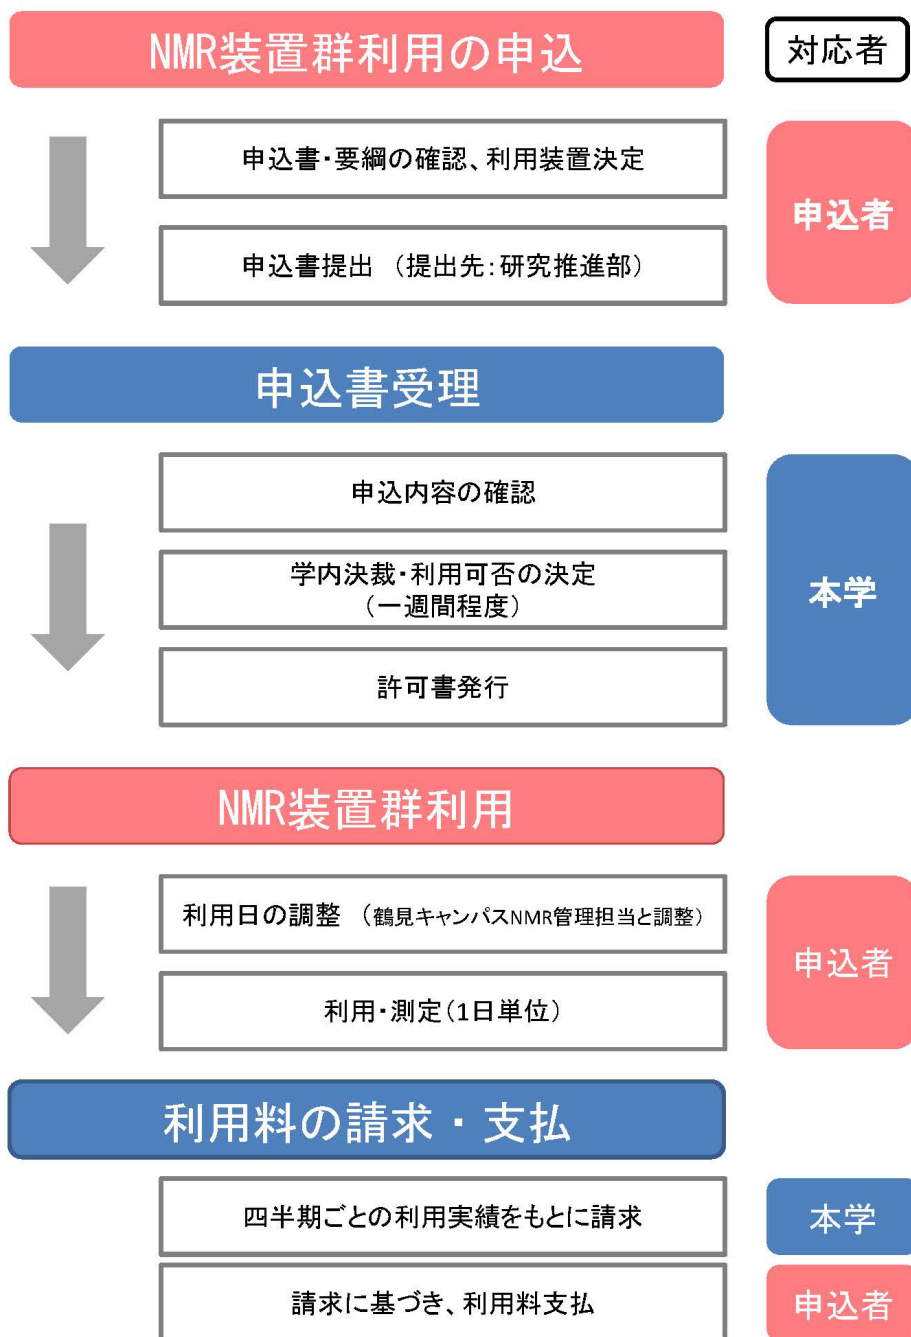 NMR装置群利用の申込
対応者
申込書・要綱の確認、利用装置決定
申込書提出 （提出先：研究推進部）
申込者
申込書受理
申込内容の確認
学内決裁・利用可否の決定
（一週間程度）
許可書発行
本学
NMR装置群利用
利用日の調整 （鶴見キャンパスNMR管理担当と調整）
利用・測定（1日単位）
申込者
利用料の請求・支払
四半期ごとの利用実績をもとに請求
本学
請求に基づき、利用料支払
申込者